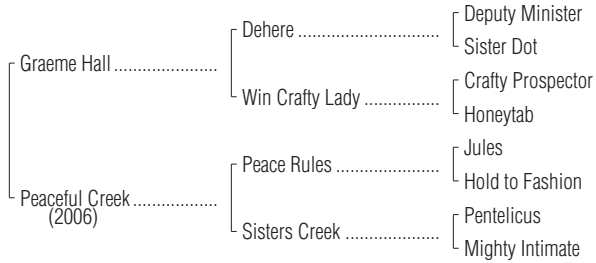 Deputy Minister
Dehere
Sister Dot
Graeme Hall
Crafty Prospector
Win Crafty Lady
Honeytab
Jules
Peace Rules
Hold to Fashion
Peaceful Creek
(2006)
Pentelicus
Sisters Creek
Mighty Intimate